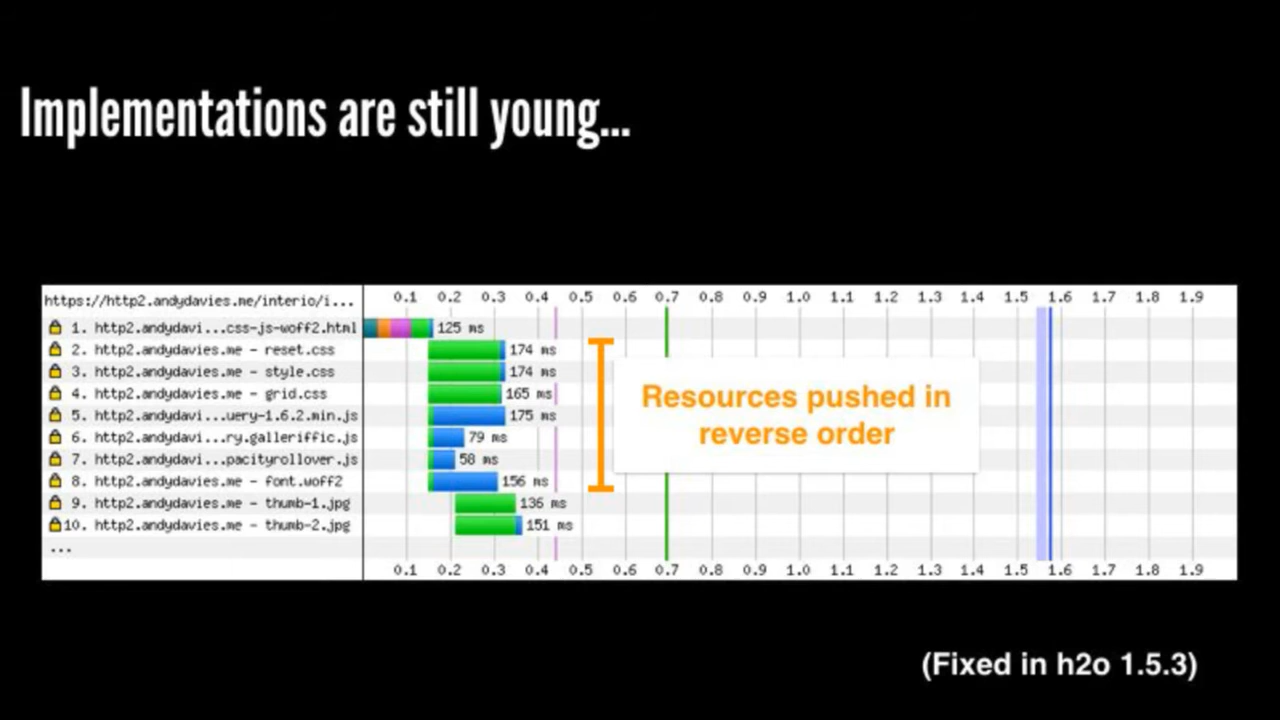 Implementations are still young...
https://http2.andydavies.me/interio/i...
0.1 0.2 0.3 0.4 0.5 0.6 0.7 0.8 0.9 1.0 1.1 1.2 1.3 1.4 1.5 1.6 1.7 1.8 1.9
1. http2.andydavi...css-js-woff2.html 125 ms
2. http2.andydavies.me - reset.css 174 ms
3. http2.andydavies.me - style.css 174 ms
4. http2.andydavies.me - grid.css 165 ms
5. http2.andydavi...uery-1.6.2.min.js 175 ms
6. http2.andydavi...ry.galleriffic.js 79 ms
7. http2.andydavi...pacityrollover.js 58 ms
8. http2.andydavies.me - font.woff2 156 ms
9. http2.andydavies.me - thumb-1.jpg 136 ms
10. http2.andydavies.me - thumb-2.jpg 151 ms
...
0.1 0.2 0.3 0.4 0.5 0.6 0.7 0.8 0.9 1.0 1.1 1.2 1.3 1.4 1.5 1.6 1.7 1.8 1.9
Resources pushed in
reverse order
(Fixed in h2o 1.5.3)